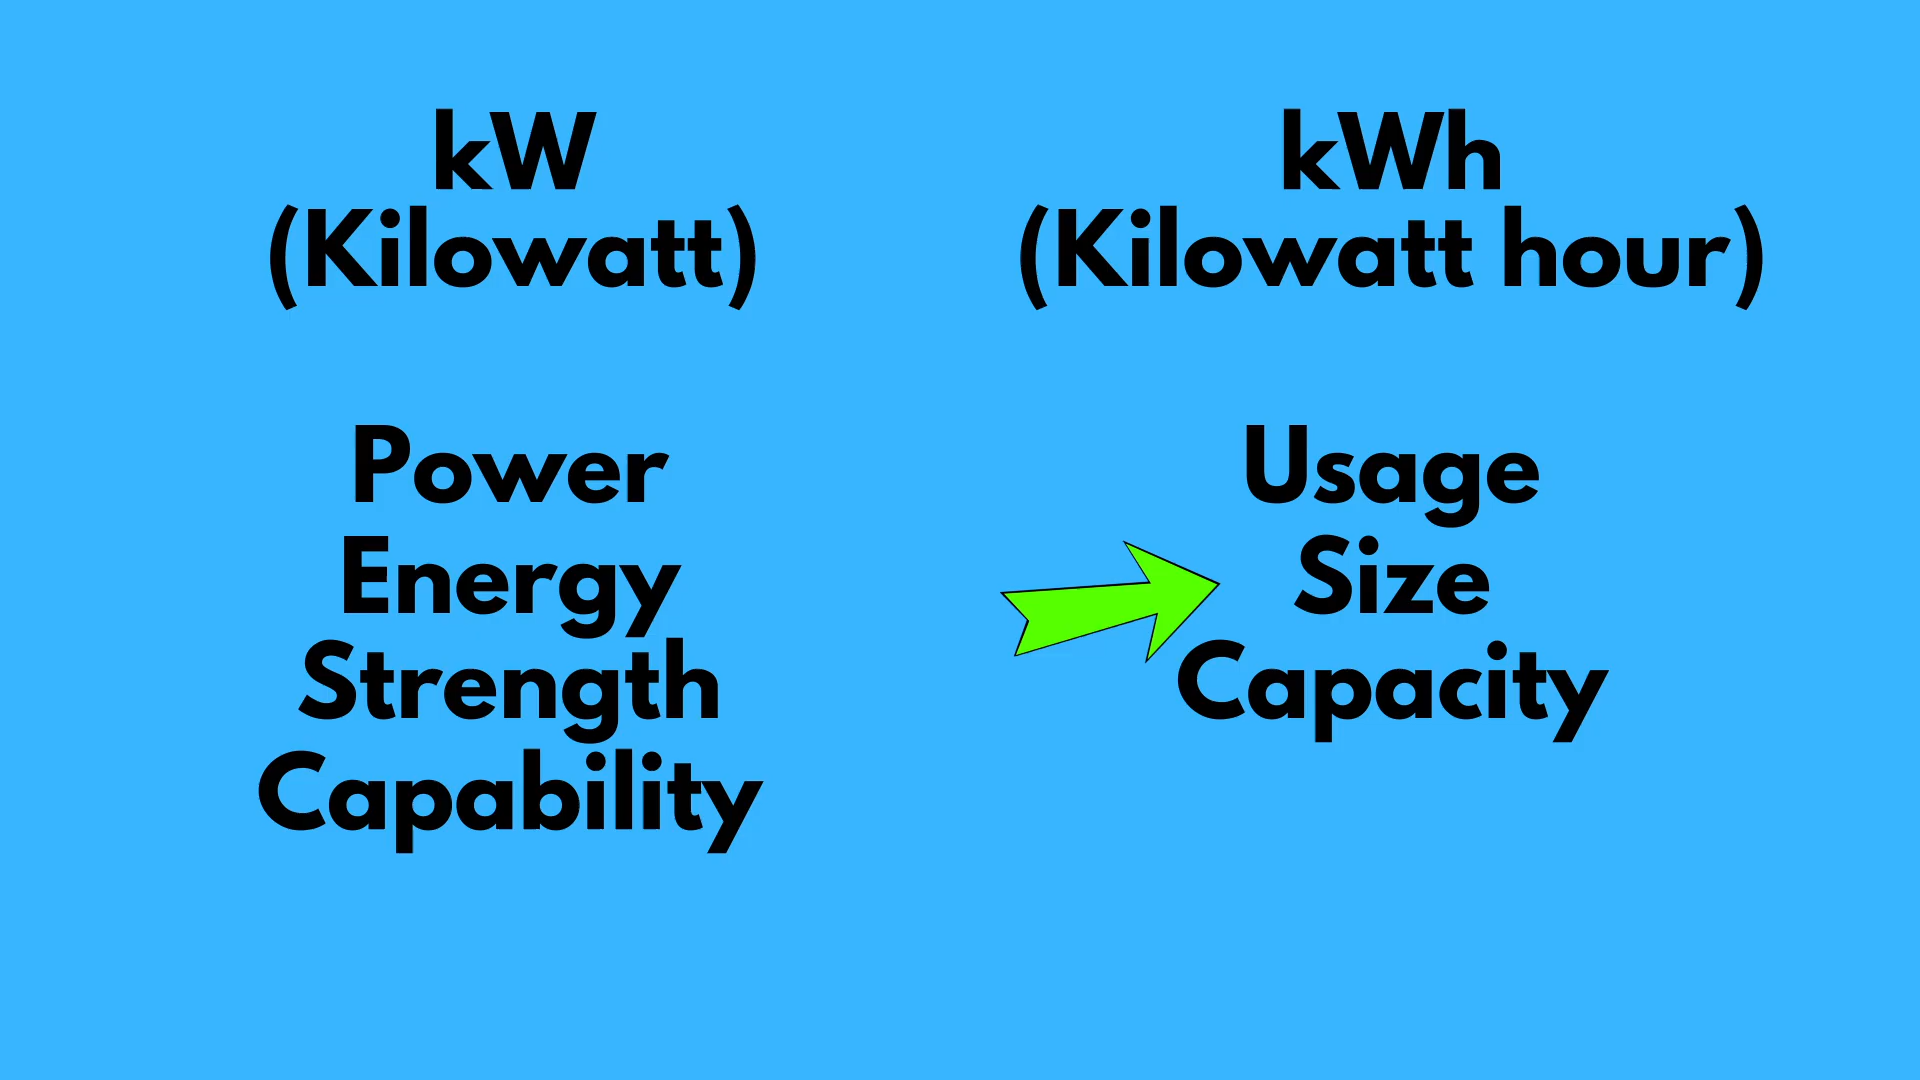 kW
(Kilowatt)
Power
Energy
Strength
Capability
kWh
(Kilowatt hour)
Usage
Size
Capacity